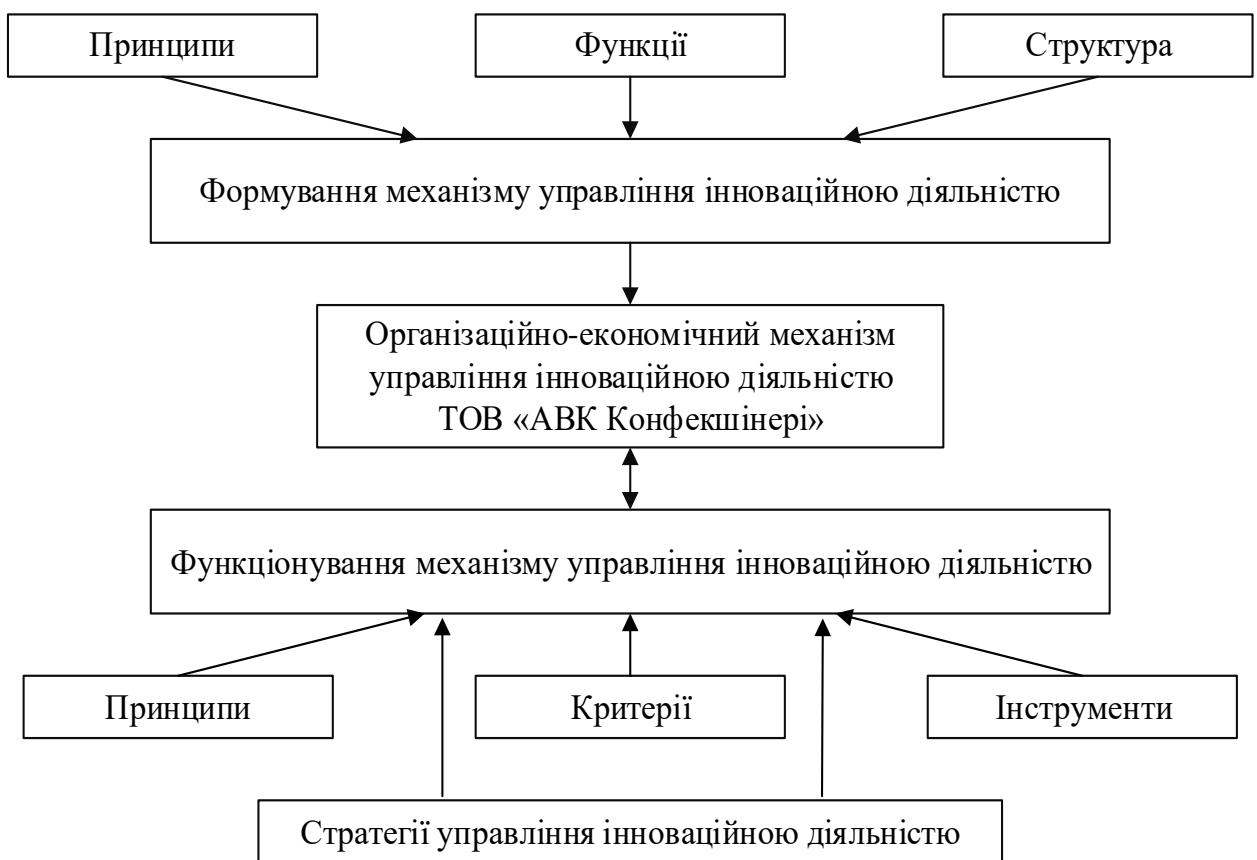 Принципи
Функції
Структура
Формування механізму управління інноваційною діяльністю
Організаційно-економічний механізм
управління інноваційною діяльністю
ТОВ «АВК Конфекшінері»
Функціонування механізму управління інноваційною діяльністю
Принципи
Критерії
Інструменти
Стратегії управління інноваційною діяльністю